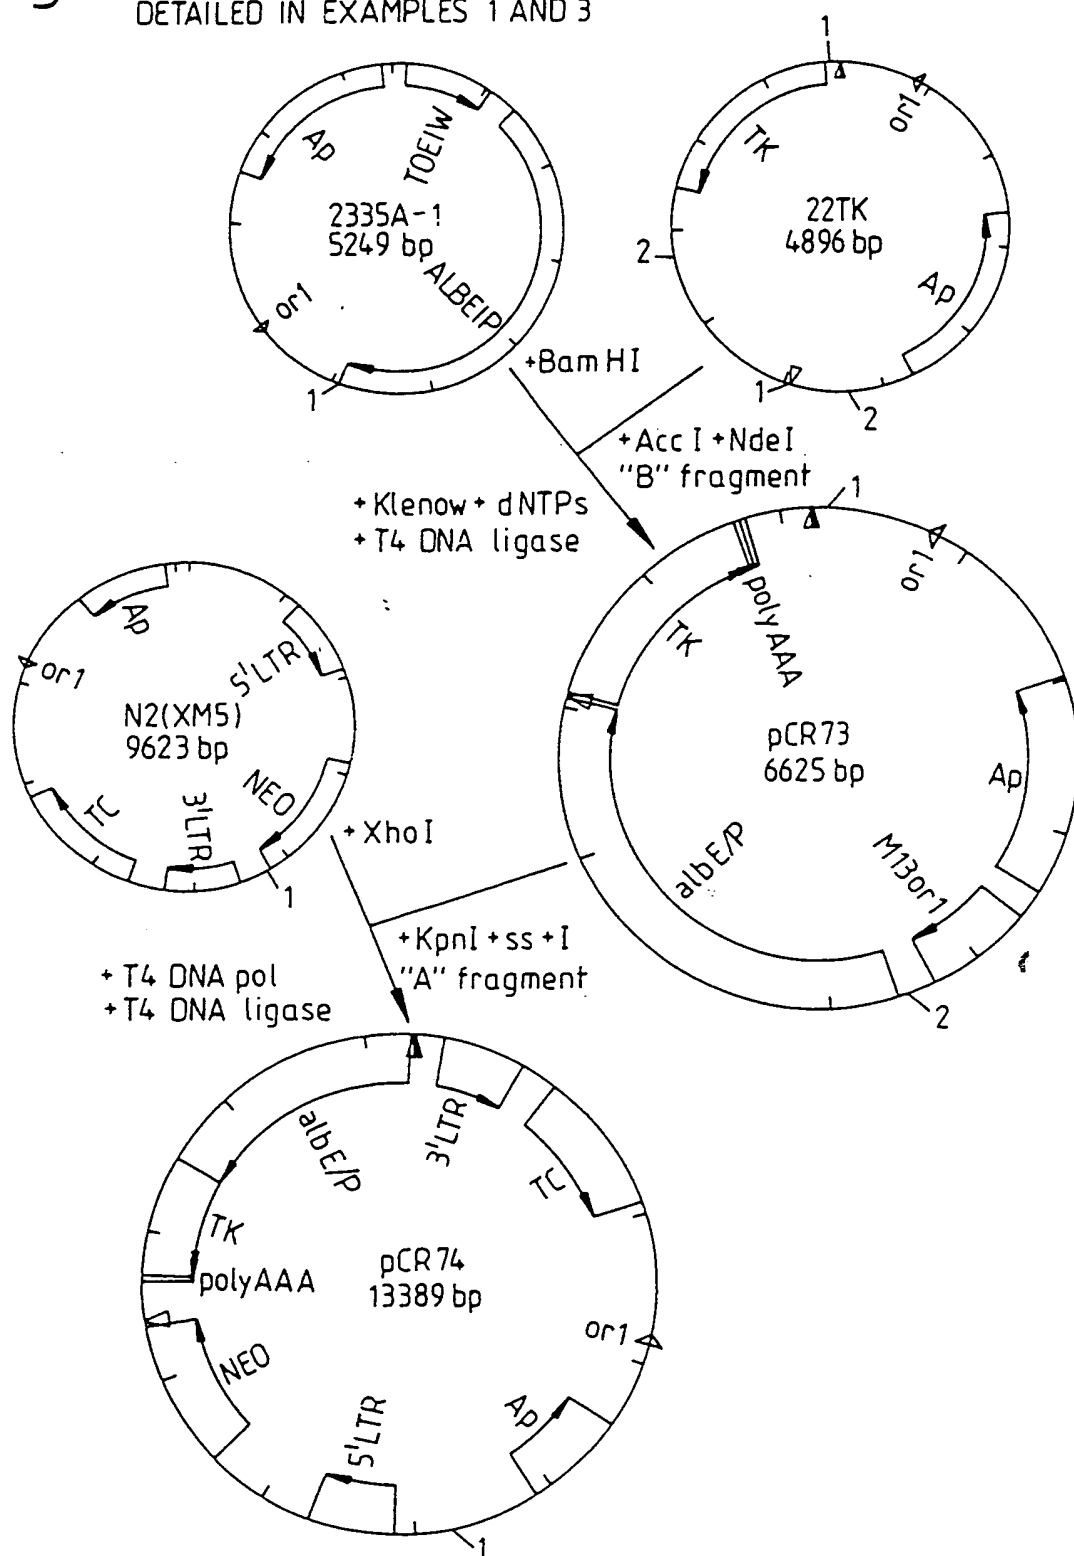 DETAILED IN EXAMPLES 1 AND 3
1
Ap
TOEIW
2335A-1
5249 bp
ALBEIP
or1
1
TK
or1
22TK
4896 bp
2
Ap
1
2
+BamHI
+AccI +NdeI
"B" fragment
+Klenow + dNTPs
+T4 DNA ligase
1
or1
polyAAA
TK
pCR73
6625 bp
Ap
albE/P
M13or1
2
Ap
or1
5'LTR
N2(XM5)
9623 bp
NEO
TC
3'LTR
1
+XhoI
+KpnI +ss +I
"A" fragment
+ T4 DNA pol
+T4 DNA ligase
albE/P
3'LTR
TC
TK
polyAAA
pCR74
13389 bp
or1
NEO
5'LTR
Ap
1